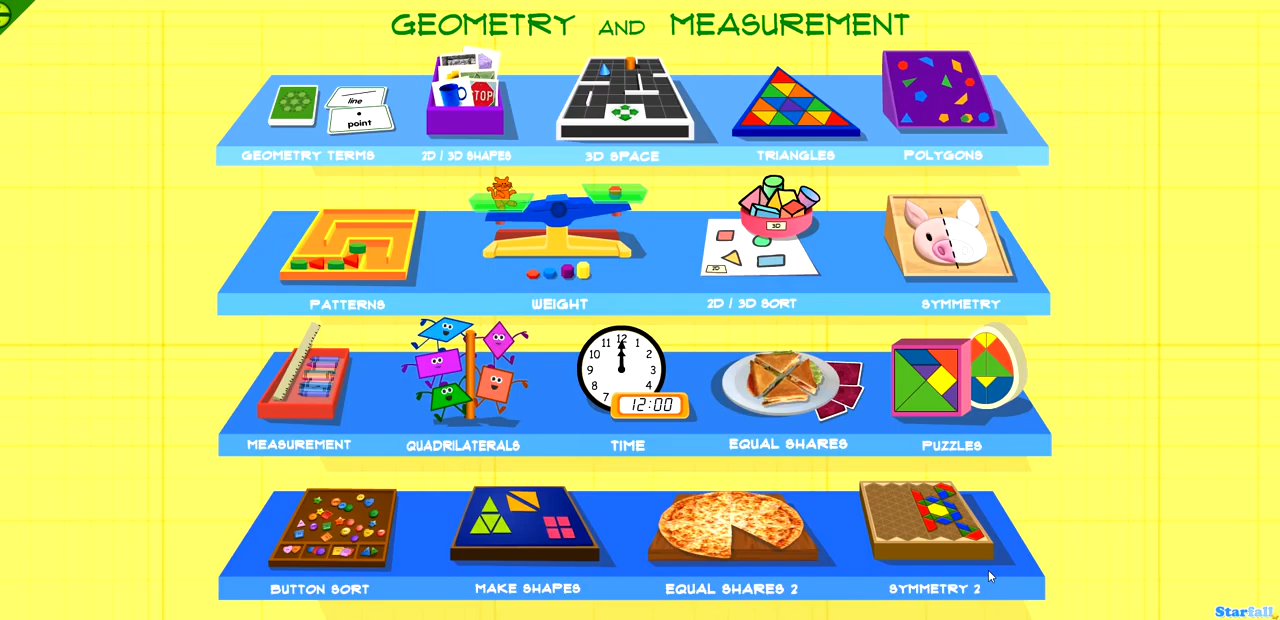 GEOMETRY AND MEASUREMENT
line
point
STOP
GEOMETRY TERMS
2D / 3D SHAPES
3D SPACE
TRIANGLES
POLYGONS
3D
2D
PATTERNS
WEIGHT
2D / 3D SORT
SYMMETRY
11 12 1
10 2
9 3
8 4
7
12:00
MEASUREMENT
QUADRILATERALS
TIME
EQUAL SHARES
PUZZLES
BUTTON SORT
MAKE SHAPES
EQUAL SHARES 2
SYMMETRY 2
Starfall